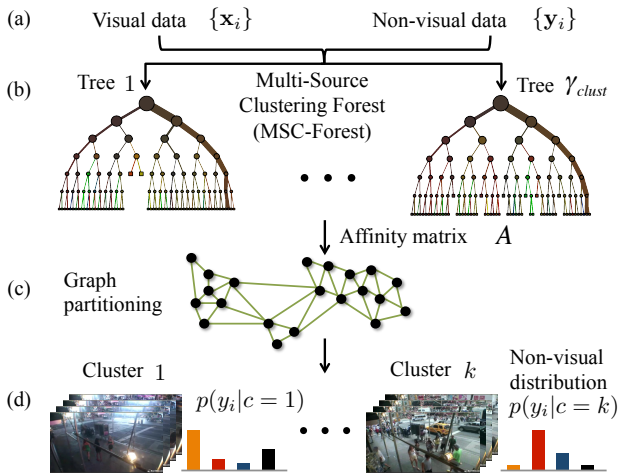 (a) Visual data {x_i} Non-visual data {y_i}
(b) Tree 1 Multi-Source Clustering Forest (MSC-Forest) Tree γ_clust
Affinity matrix A
(c) Graph partitioning
(d) Cluster 1 Cluster k Non-visual distribution
p(y_i|c = 1) p(y_i|c = k)